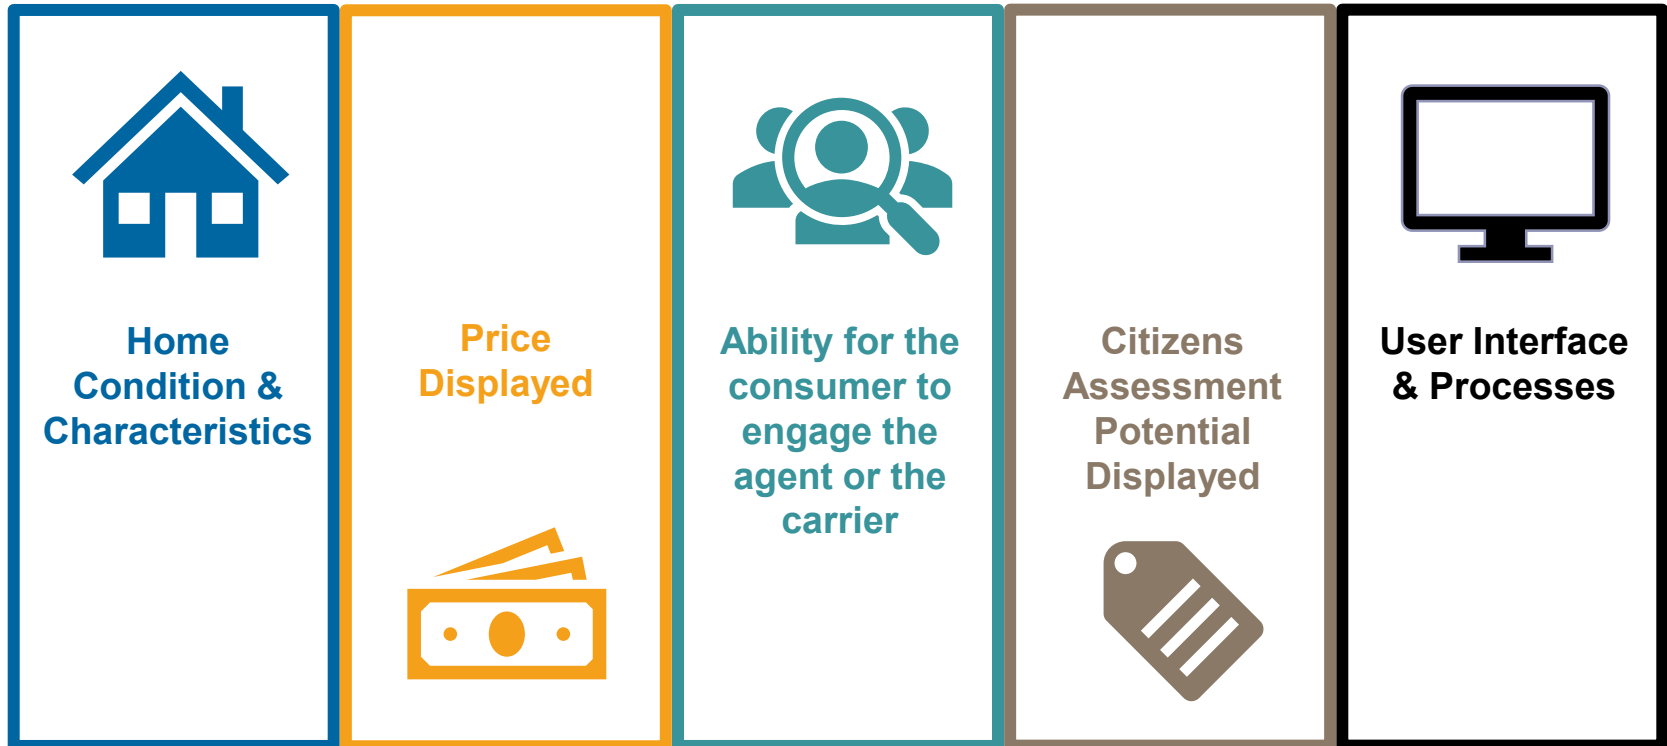 Home
Condition &
Characteristics
Price
Displayed
Ability for the
consumer to
engage the
agent or the
carrier
Citizens
Assessment
Potential
Displayed
User Interface
& Processes